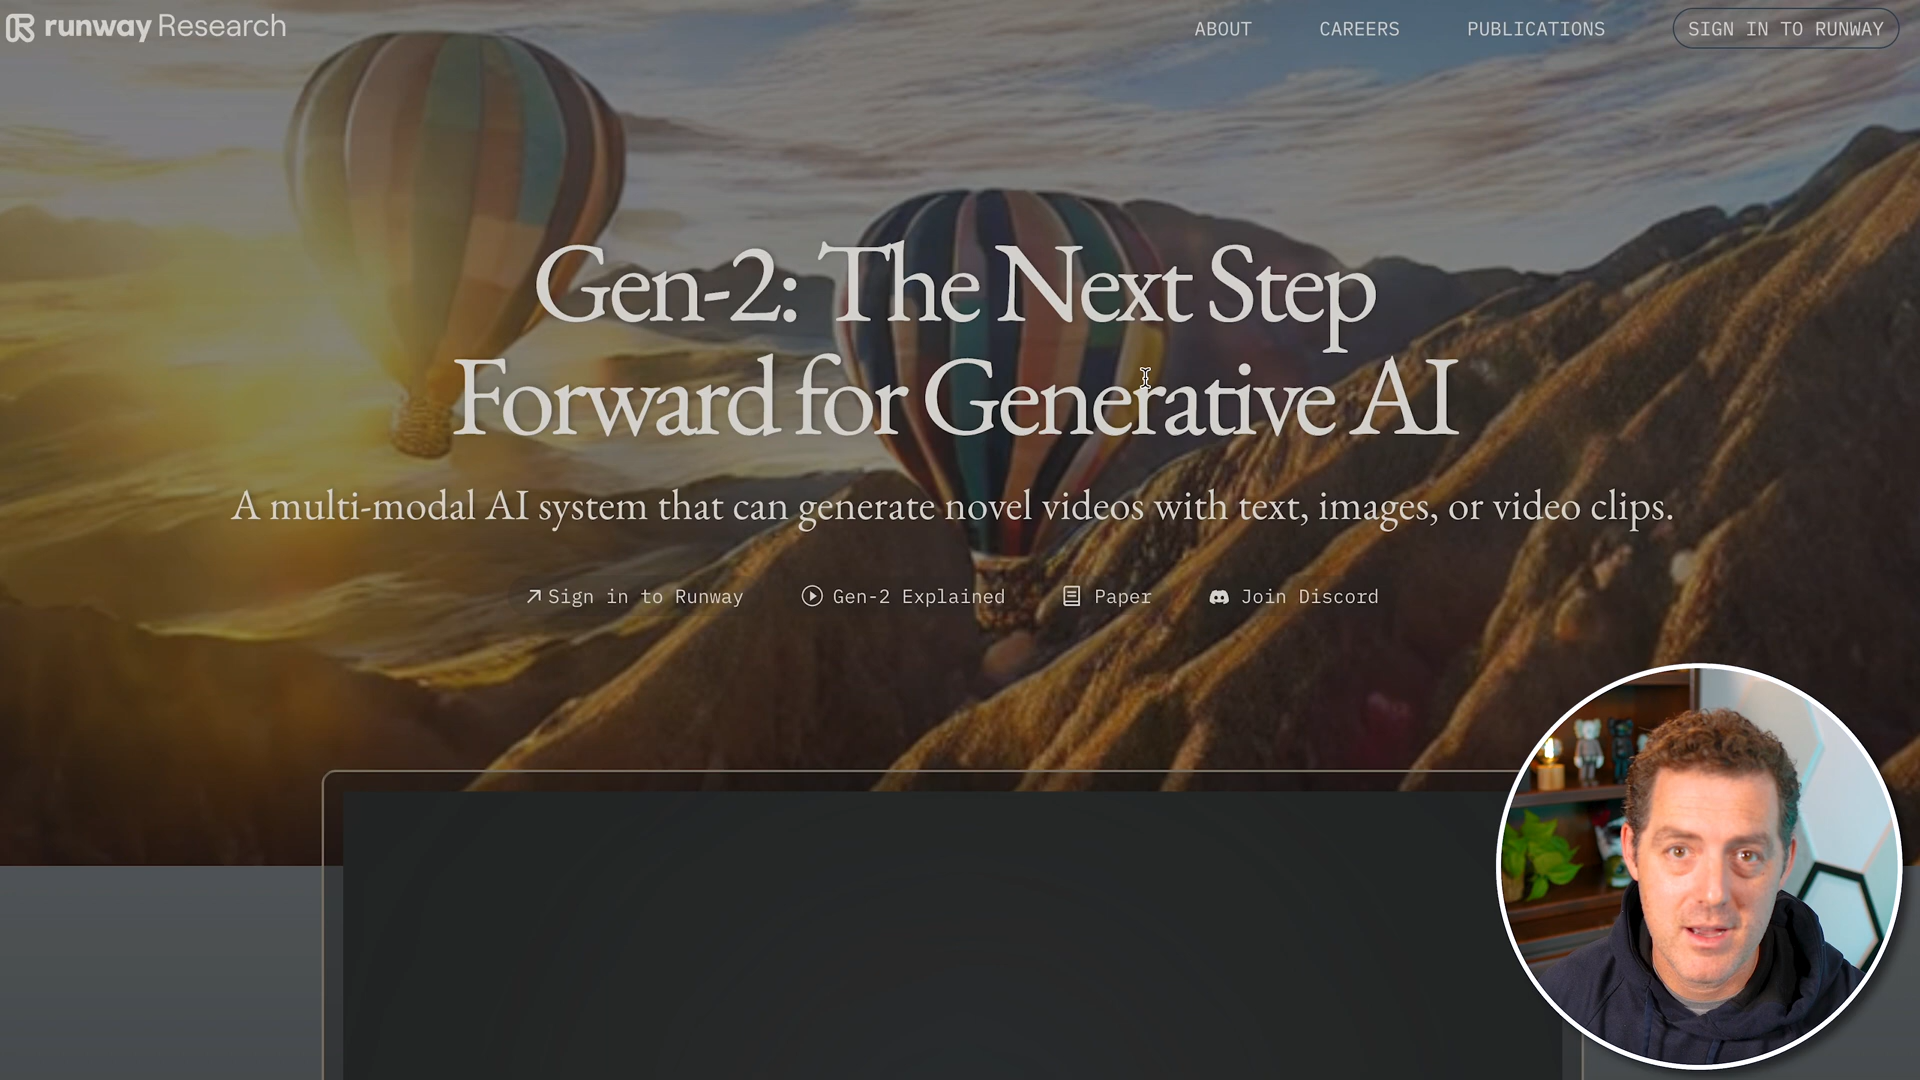 runway Research
ABOUT
CAREERS
PUBLICATIONS
SIGN IN TO RUNWAY
Gen-2: The Next Step
Forward for Generative AI
A multi-modal AI system that can generate novel videos with text, images, or video clips.
Sign in to Runway
Gen-2 Explained
Paper
Join Discord